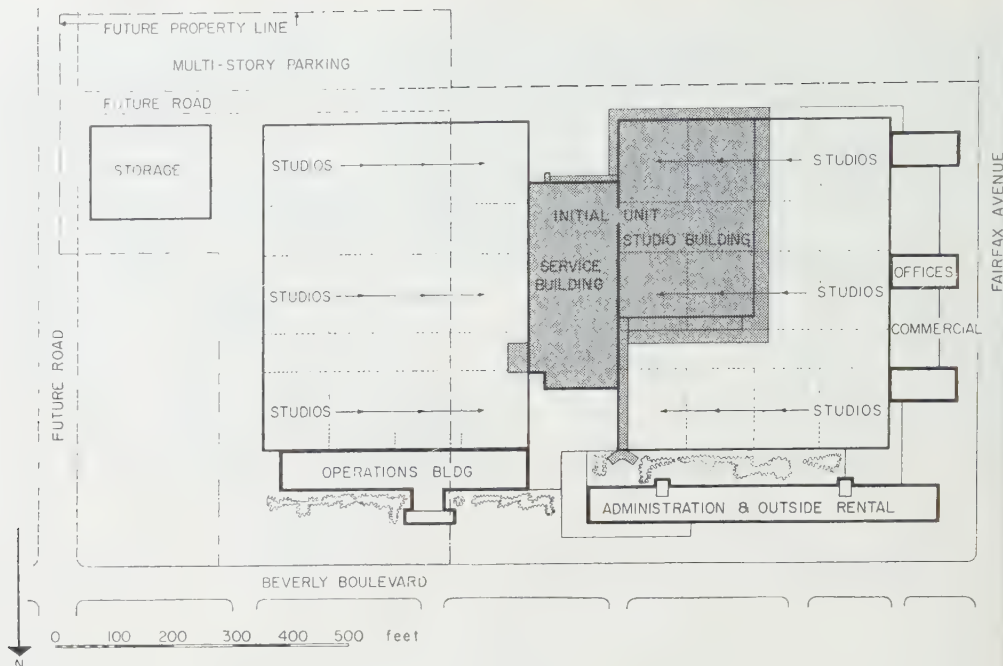 FUTURE PROPERTY LINE
MULTI-STORY PARKING
FUTURE ROAD
STORAGE
STUDIOS
STUDIOS
INITIAL UNIT
STUDIO BUILDING
SERVICE
BUILDING
OFFICES
FAIRFAX AVENUE
STUDIOS
STUDIOS
COMMERCIAL
FUTURE ROAD
STUDIOS
STUDIOS
OPERATIONS BLDG
ADMINISTRATION & OUTSIDE RENTAL
BEVERLY BOULEVARD
0 100 200 300 400 500 feet
N